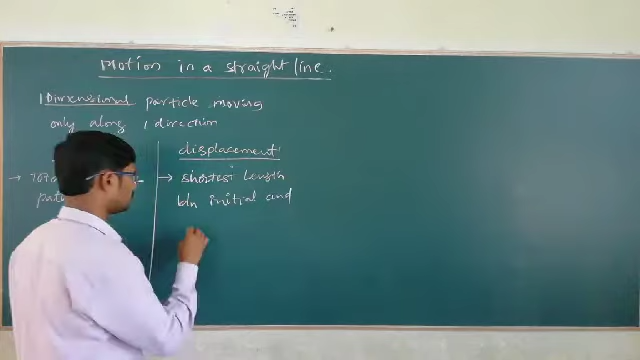 Motion in a straight line.
1 Dimensional particle moving
only along 1 direction
displacement
→ shortest length
b/n initial and
→